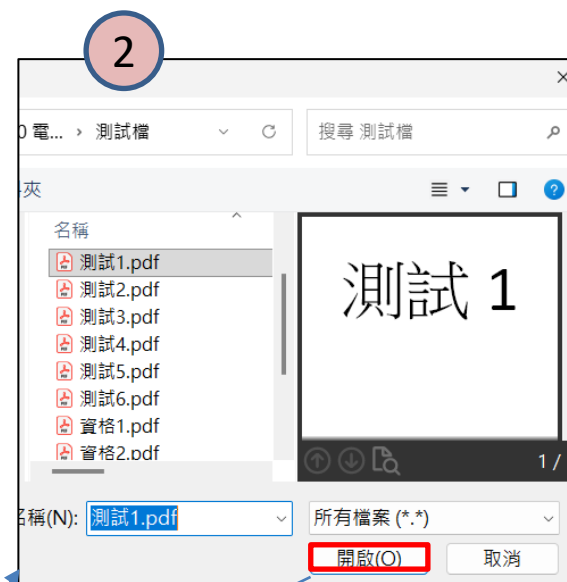 2
0 電... › 測試檔
搜尋 測試檔
夾
名稱
測試1.pdf
測試2.pdf
測試3.pdf
測試4.pdf
測試5.pdf
測試6.pdf
資格1.pdf
資格2.pdf
測試 1
1 /
名稱(N): 測試1.pdf
所有檔案 (*.*)
開啟(O)
取消